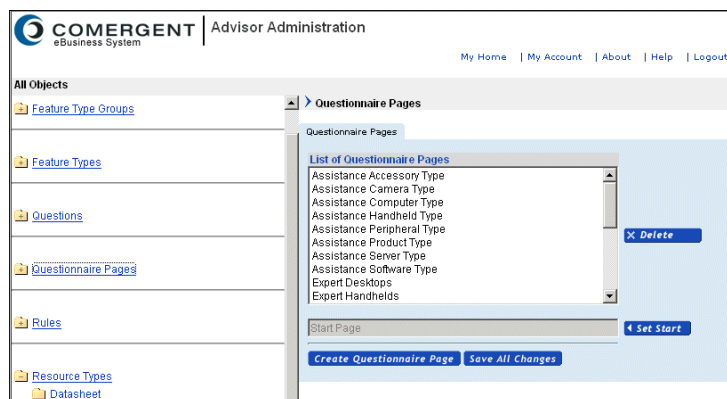 COMERGENT
eBusiness System
Advisor Administration
My Home | My Account | About | Help | Logout
All Objects
Feature Type Groups
Feature Types
Questions
Questionnaire Pages
Rules
Resource Types
Datasheet
Questionnaire Pages
Questionnaire Pages
List of Questionnaire Pages
Assistance Accessory Type
Assistance Camera Type
Assistance Computer Type
Assistance Handheld Type
Assistance Peripheral Type
Assistance Product Type
Assistance Server Type
Assistance Software Type
Expert Desktops
Expert Handhelds
Delete
Start Page
Set Start
Create Questionnaire Page
Save All Changes